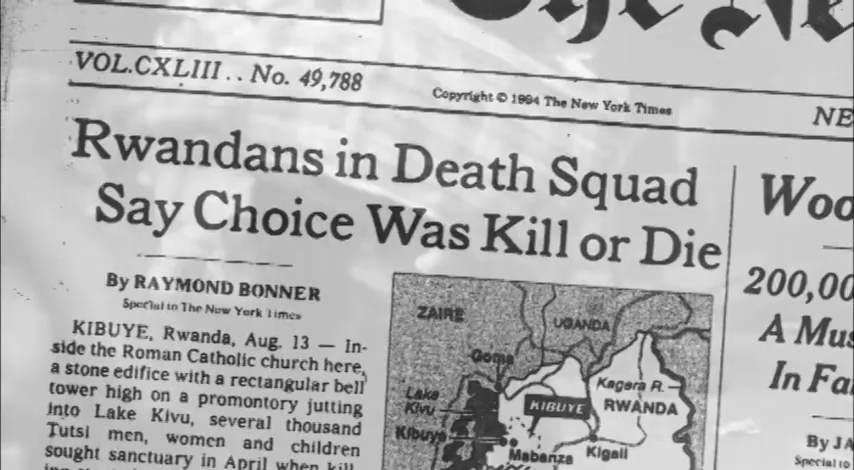 The Ne
VOL.CXLIII.. No. 49,788
Copyright © 1994 The New York Times
NE
Rwandans in Death Squad
Say Choice Was Kill or Die
By RAYMOND BONNER
Special to The New York Times
KIBUYE, Rwanda, Aug. 13 — In-
side the Roman Catholic church here,
a stone edifice with a rectangular bell
tower high on a promontory jutting
into Lake Kivu, several thousand
Tutsi men, women and children
sought sanctuary in April when kill-
ZAIRE
UGANDA
Goma
Kagera R.
Lake
Kivu
KIBUYE
RWANDA
Kibuye
Mabanza
Kigali
Woo
200,00
A Mus
In Fa
By JA
Special to